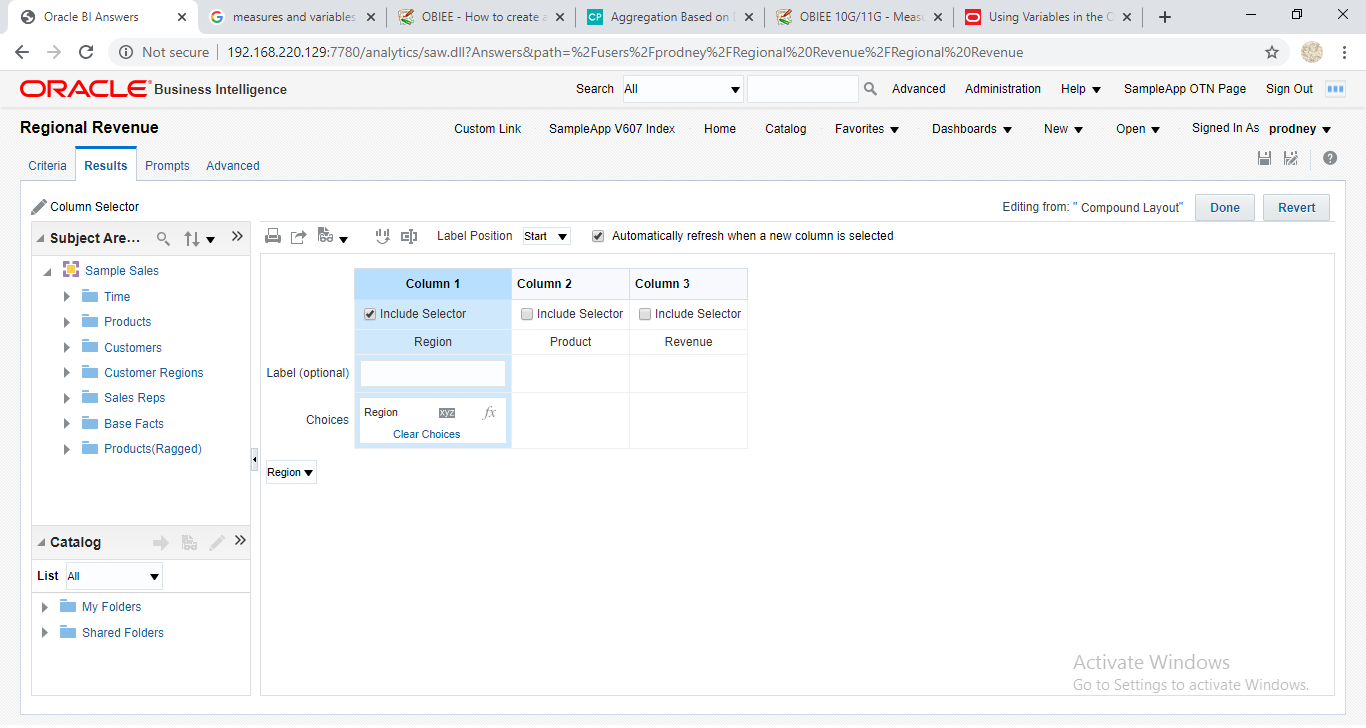 Oracle BI Answers
measures and variables
OBIEE - How to create a
Aggregation Based on
OBIEE 10G/11G - Meas
Using Variables in the C
Not secure
192.168.220.129:7780/analytics/saw.dll?Answers&path=%2Fusers%2Fprodney%2FRegional%20Revenue%2FRegional%20Revenue
ORACLE Business Intelligence
Search All
Advanced
Administration
Help
SampleApp OTN Page
Sign Out
Regional Revenue
Custom Link
SampleApp V607 Index
Home
Catalog
Favorites
Dashboards
New
Open
Signed In As prodney
Criteria
Results
Prompts
Advanced
Column Selector
Editing from: " Compound Layout"
Done
Revert
Subject Are...
Label Position Start
Automatically refresh when a new column is selected
Sample Sales
Time
Products
Customers
Customer Regions
Sales Reps
Base Facts
Products(Ragged)
Column 1 Column 2 Column 3
Include Selector Include Selector Include Selector
Region Product Revenue
Label (optional)
Choices
Region xyz fx
Clear Choices
Region
Catalog
List All
My Folders
Shared Folders
Activate Windows
Go to Settings to activate Windows.